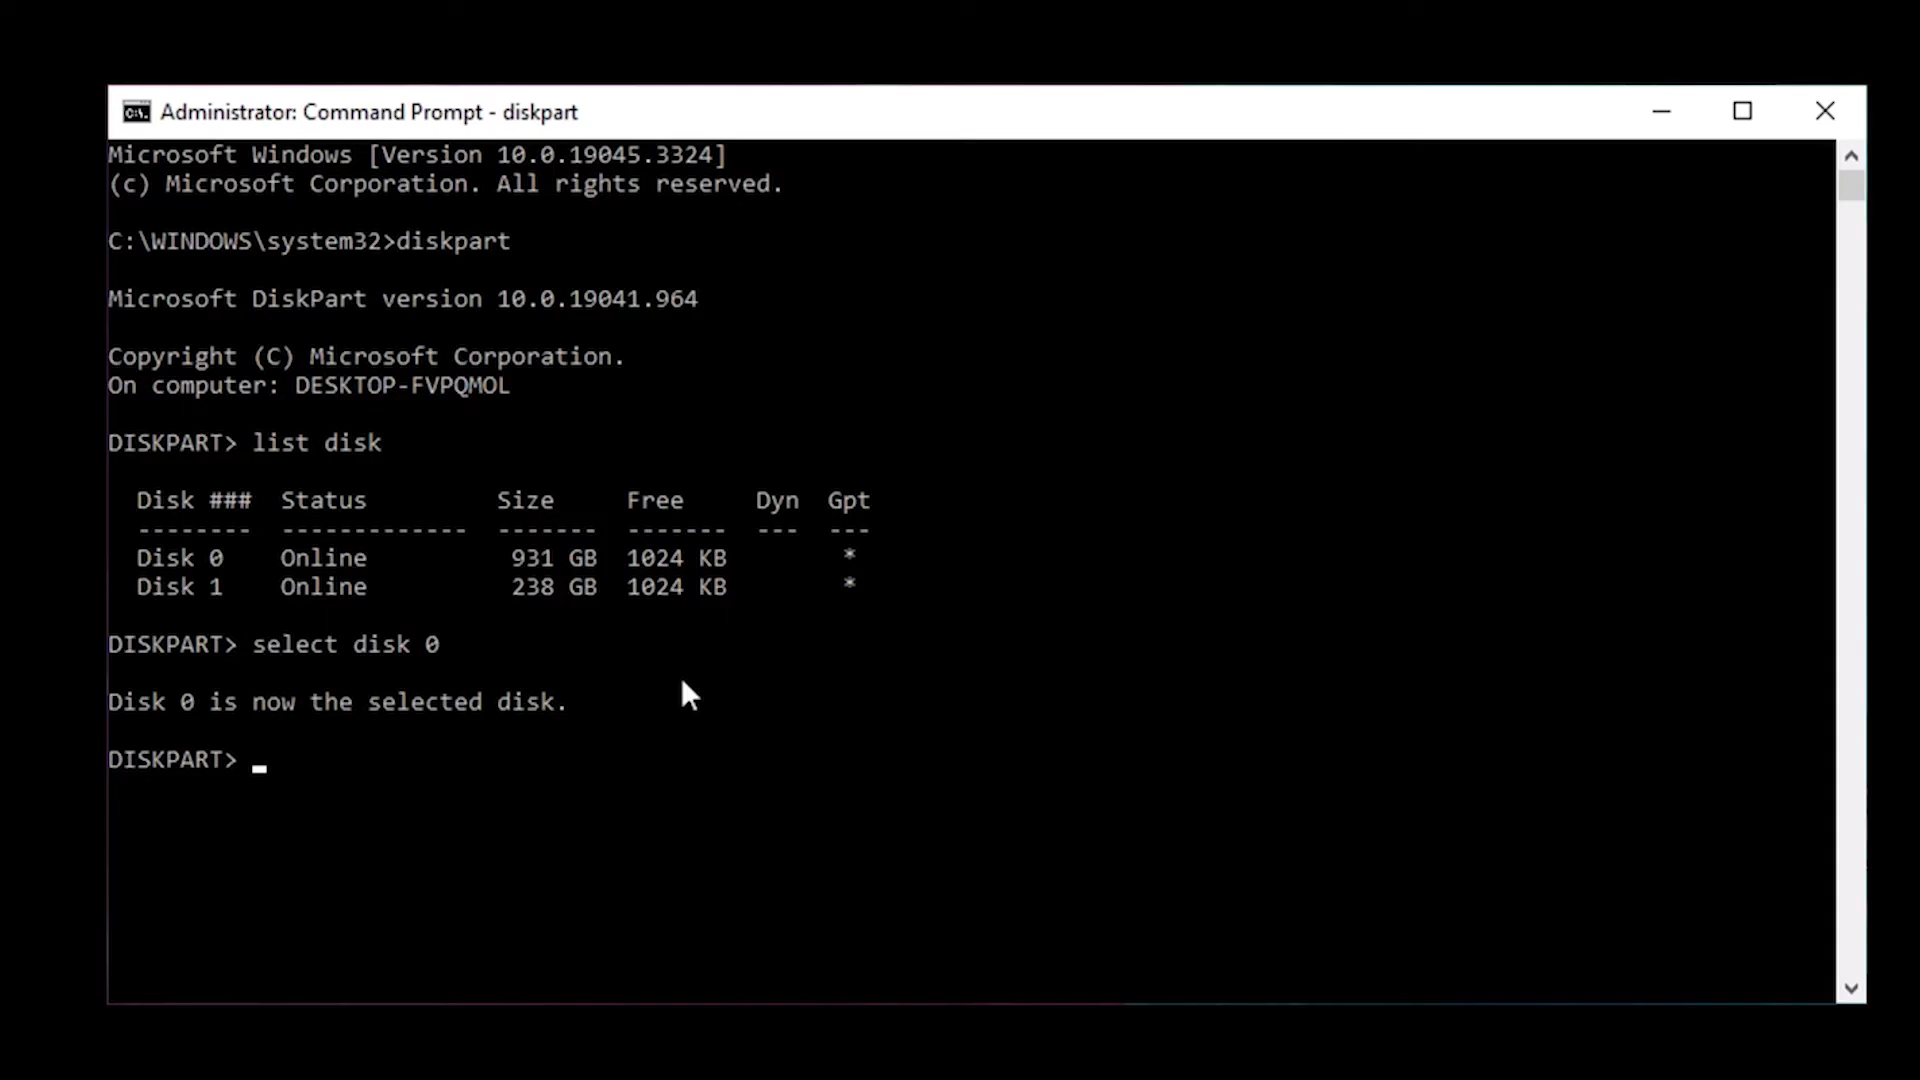 Administrator: Command Prompt - diskpart
Microsoft Windows [Version 10.0.19045.3324]
(c) Microsoft Corporation. All rights reserved.
C:\WINDOWS\system32>diskpart
Microsoft DiskPart version 10.0.19041.964
Copyright (C) Microsoft Corporation.
On computer: DESKTOP-FVPQMOL
DISKPART> list disk
  Disk ###  Status         Size     Free     Dyn  Gpt
  --------  -------------  -------  -------  ---  ---
  Disk 0    Online          931 GB  1024 KB        *
  Disk 1    Online          238 GB  1024 KB        *
DISKPART> select disk 0
Disk 0 is now the selected disk.
DISKPART> _